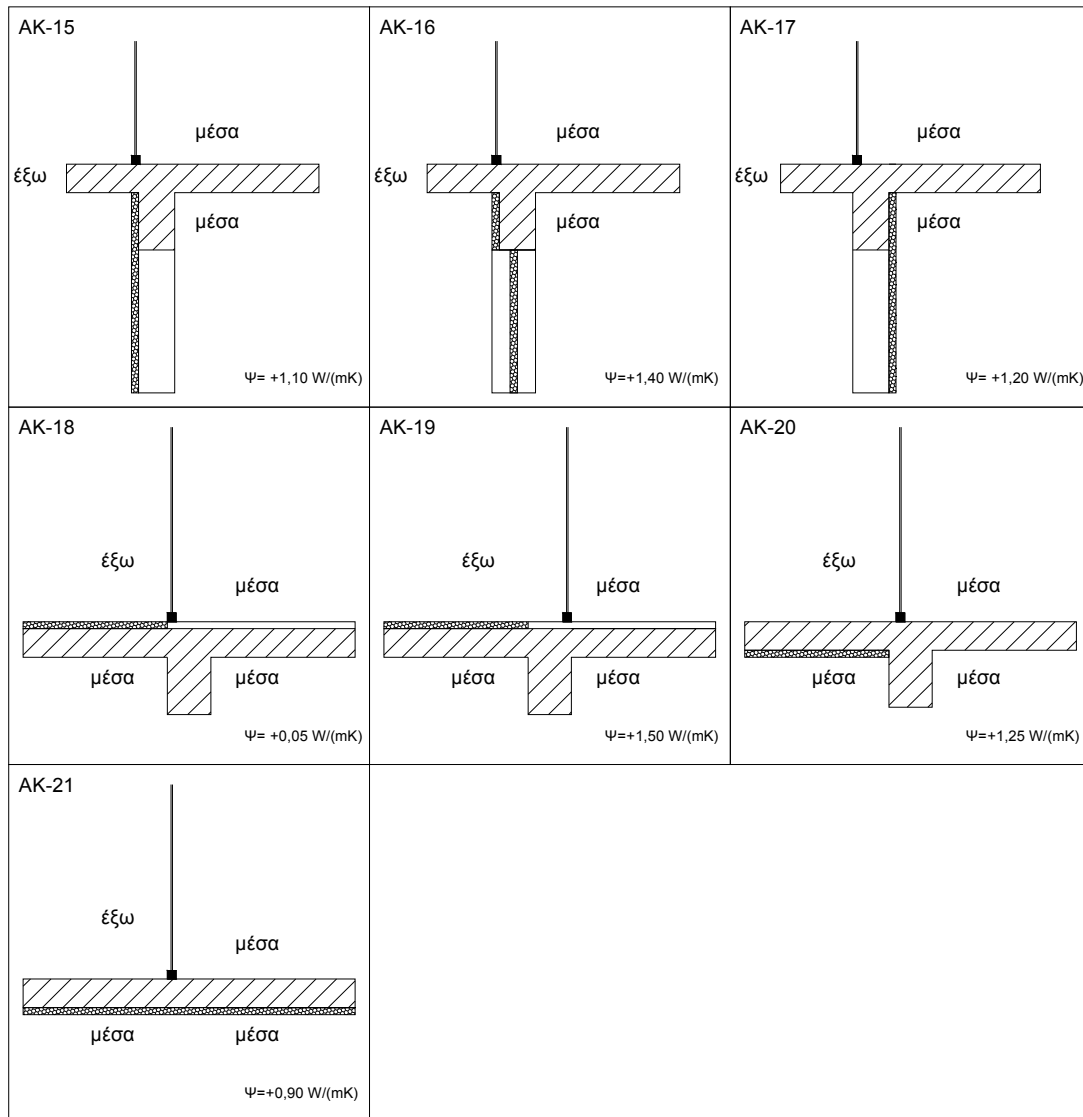 AK-15
μέσα
έξω
μέσα
Ψ= +1,10 W/(mK)
AK-16
μέσα
έξω
μέσα
Ψ=+1,40 W/(mK)
AK-17
μέσα
έξω
μέσα
Ψ= +1,20 W/(mK)
AK-18
έξω
μέσα
μέσα μέσα
Ψ= +0,05 W/(mK)
AK-19
έξω
μέσα
μέσα μέσα
Ψ=+1,50 W/(mK)
AK-20
έξω
μέσα
μέσα μέσα
Ψ=+1,25 W/(mK)
AK-21
έξω
μέσα
μέσα μέσα
Ψ=+0,90 W/(mK)